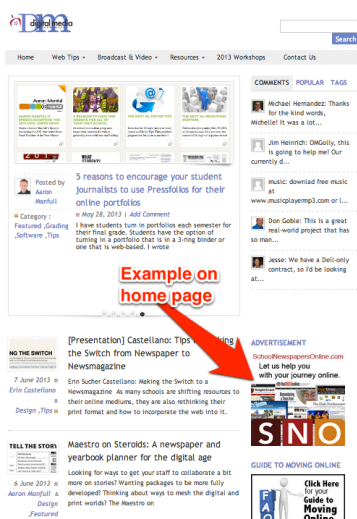 DM digital media
Search
Home Web Tips Broadcast & Video Resources 2013 Workshops Contact Us
COMMENTS POPULAR TAGS
Aaron Manfull
Posted by
Aaron
Manfull
Category :
Featured ,Grading
,Software ,Tips
5 reasons to encourage your student
journalists to use Pressfolios for their
online portfolios
May 28, 2013 | Add Comment
I have students turn in portfolios each semester for
their final grade. Students have the option of
turning in a portfolio that is in a 3-ring binder or
one that is web-based. I wrote
Michael Hernandez: Thanks
for the kind words,
Michelle! It was a lot...
Jim Heinrich: OMGolly, this
is going to help me! Our
currently d...
music: download free music
at
www.musicplayermp3.com or l...
Don Goble: This is a great
real-world project that has
so man...
Jesse: We have a Dell-only
contract, so I'd be looking
at...
Example on
home page
NG THE SWITCH
7 June 2013
Erin Castellano
Design ,Tips
[Presentation] Castellano: Tips
the Switch from Newspaper to
Newsmagazine
Erin Sucher Castellano: Making the Switch to a
Newsmagazine As many schools are shifting resources to
their online mediums, they are also rethinking their
print format and how to incorporate the web into it.
ADVERTISEMENT
SchoolNewspapersOnline.com
Let us help you
with your journey online.
SNO
TELL THE STORY
6 June 2013
Aaron Manfull
Design
,Featured
Maestro on Steroids: A newspaper and
yearbook planner for the digital age
Looking for ways to get your staff to collaborate a bit
more on stories? Wanting packages to be more fully
developed? Thinking about ways to mesh the digital and
print worlds? The Maestro on
GUIDE TO MOVING ONLINE
FAQ
Click Here
for your
Guide to
Moving
Online